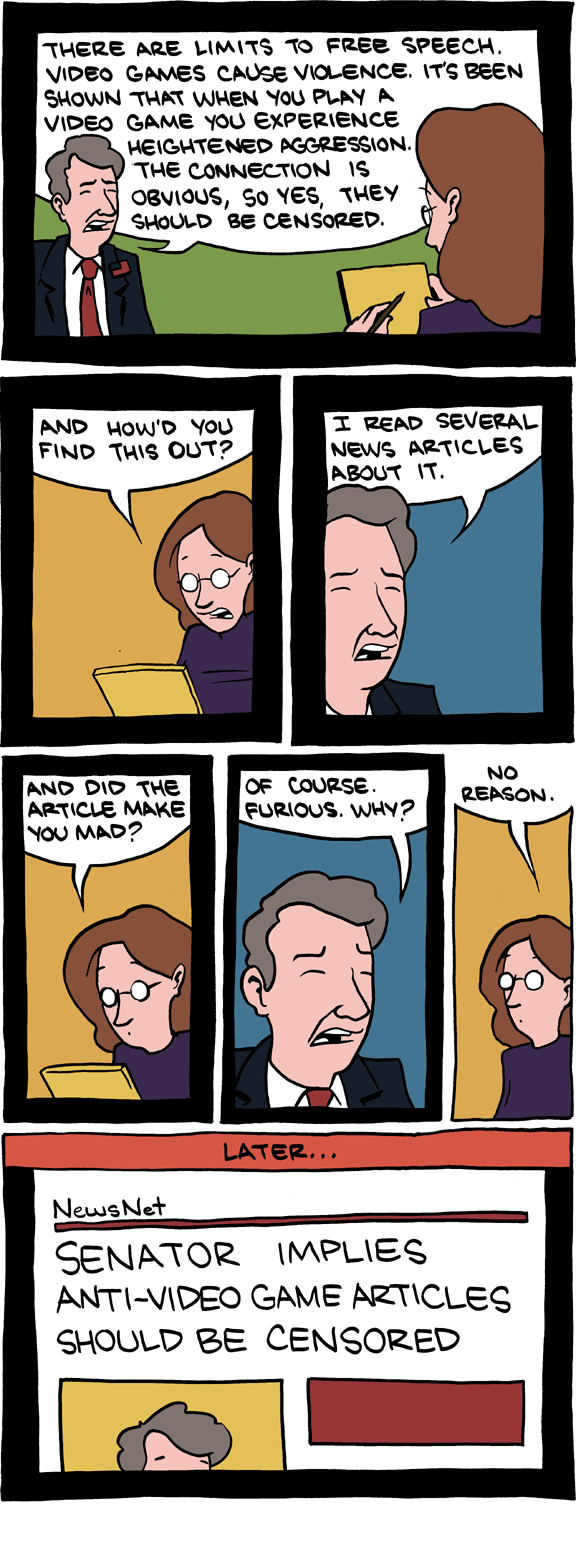 THERE ARE LIMITS TO FREE SPEECH.
VIDEO GAMES CAUSE VIOLENCE. IT'S BEEN
SHOWN THAT WHEN YOU PLAY A
VIDEO GAME YOU EXPERIENCE
HEIGHTENED AGGRESSION.
THE CONNECTION IS
OBVIOUS, SO YES, THEY
SHOULD BE CENSORED.
AND HOW'D YOU
FIND THIS OUT?
I READ SEVERAL
NEWS ARTICLES
ABOUT IT.
AND DID THE
ARTICLE MAKE
YOU MAD?
OF COURSE.
FURIOUS. WHY?
NO
REASON.
LATER...
NewsNet
SENATOR IMPLIES
ANTI-VIDEO GAME ARTICLES
SHOULD BE CENSORED